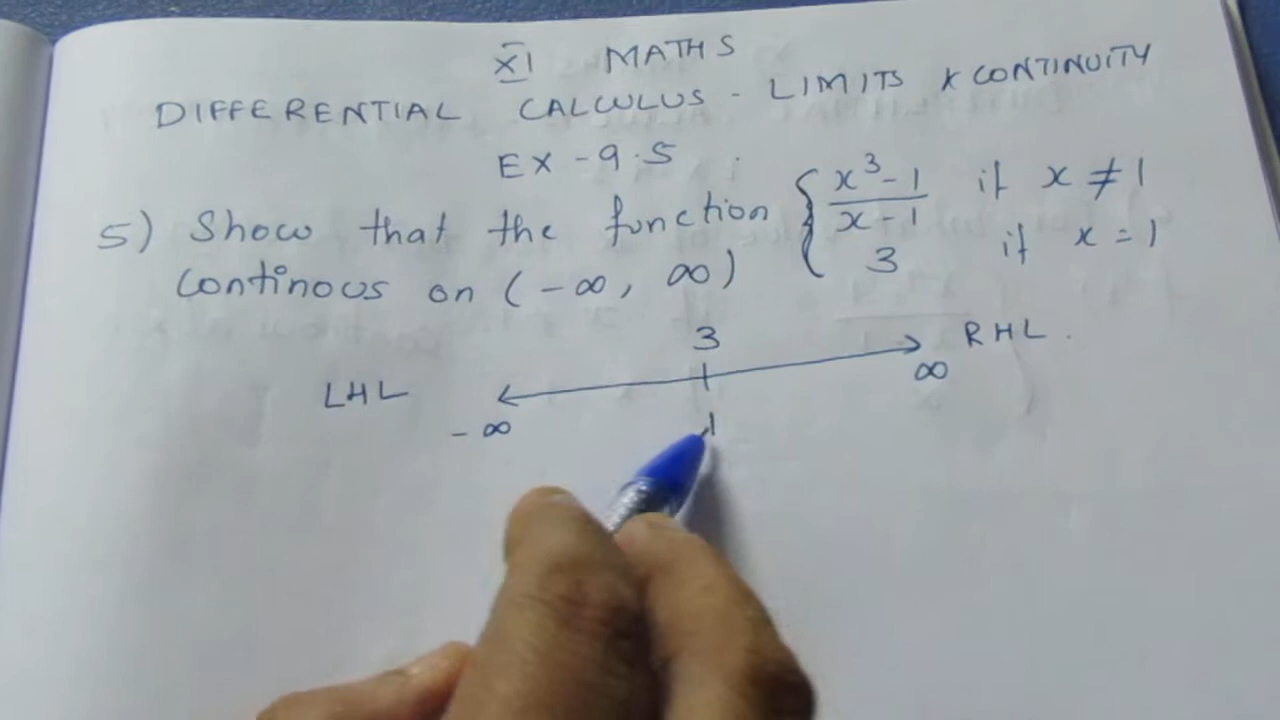 XI MATHS
DIFFERENTIAL CALCULUS - LIMITS & CONTINUITY
EX - 9.5
5) Show that the function { x³-1 / x-1 if x ≠ 1
continous on (-∞, ∞) 3 if x = 1
3
LHL RHL.
-∞ 1 ∞